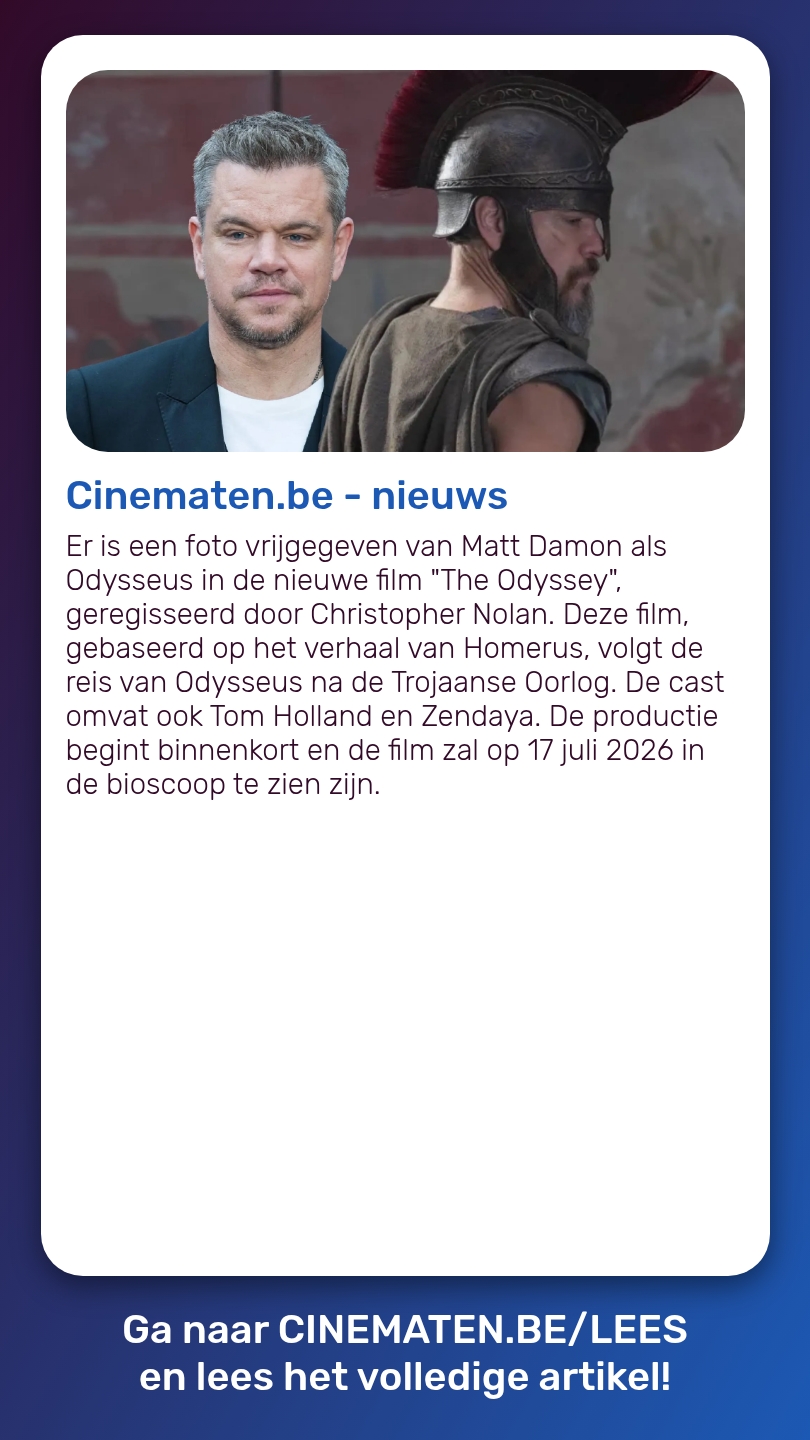 Cinematen.be - nieuws
Er is een foto vrijgegeven van Matt Damon als
Odysseus in de nieuwe film "The Odyssey",
geregisseerd door Christopher Nolan. Deze film,
gebaseerd op het verhaal van Homerus, volgt de
reis van Odysseus na de Trojaanse Oorlog. De cast
omvat ook Tom Holland en Zendaya. De productie
begint binnenkort en de film zal op 17 juli 2026 in
de bioscoop te zien zijn.
Ga naar CINEMATEN.BE/LEES
en lees het volledige artikel!